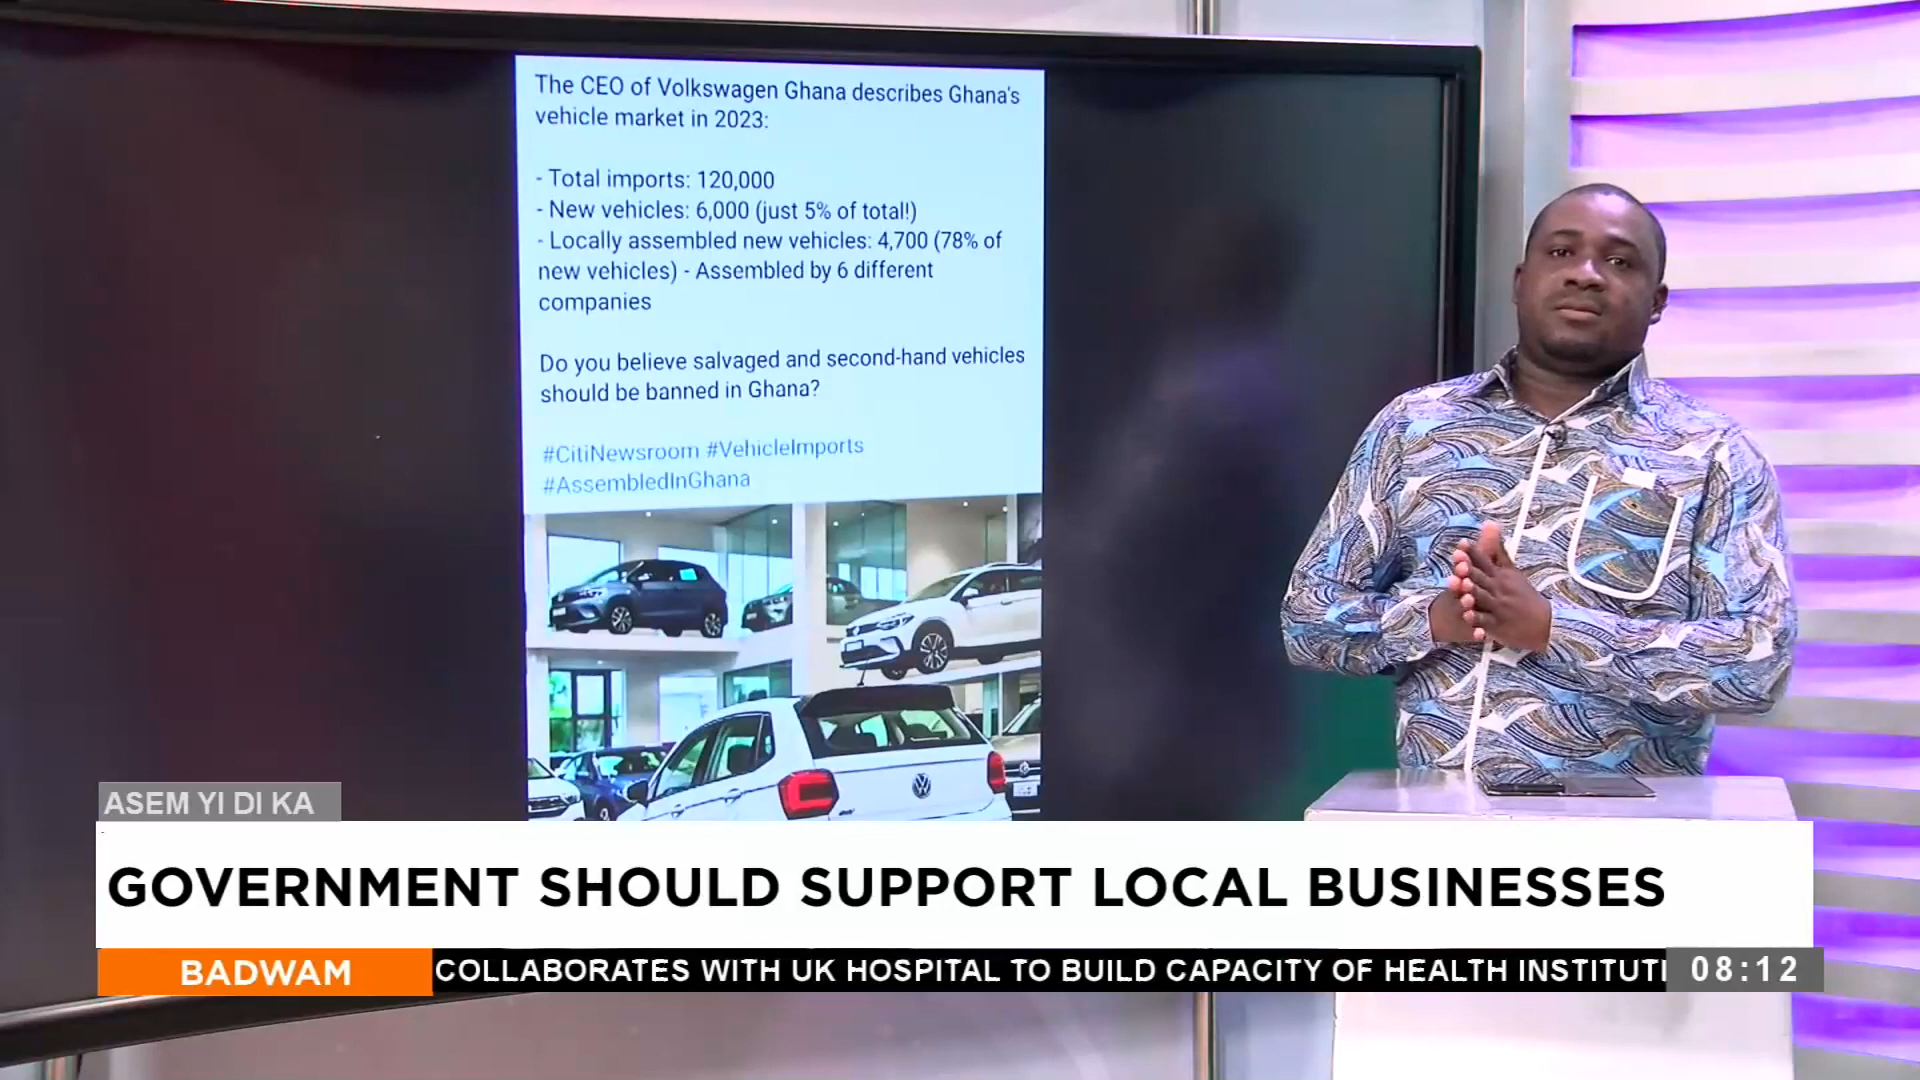 The CEO of Volkswagen Ghana describes Ghana's
vehicle market in 2023:
- Total imports: 120,000
- New vehicles: 6,000 (just 5% of total!)
- Locally assembled new vehicles: 4,700 (78% of
new vehicles) - Assembled by 6 different
companies
Do you believe salvaged and second-hand vehicles
should be banned in Ghana?
#CitiNewsroom #VehicleImports
#AssembledInGhana
ASEM YI DI KA
GOVERNMENT SHOULD SUPPORT LOCAL BUSINESSES
BADWAM
COLLABORATES WITH UK HOSPITAL TO BUILD CAPACITY OF HEALTH INSTITUTI
08:12